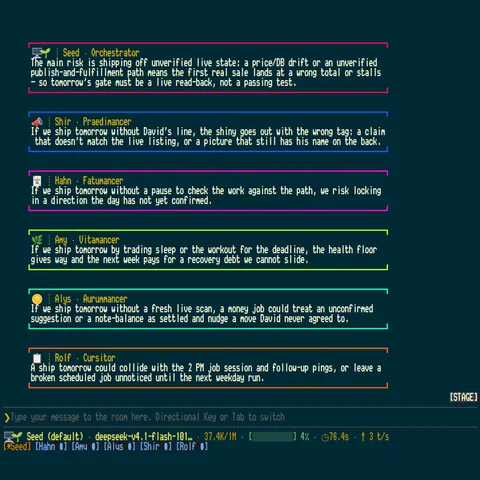 Seed · Orchestrator
The main risk is shipping off unverified live state: a price/DB drift or an unverified
publish-and-fulfillment path means the first real sale lands at a wrong total or stalls
— so tomorrow's gate must be a live read-back, not a passing test.
Shir · Praedimancer
If we ship tomorrow without David's line, the shiny goes out with the wrong tag: a claim
that doesn't match the live listing, or a picture that still has his name on the back.
Hahn · Fatumancer
If we ship tomorrow without a pause to check the work against the path, we risk locking
in a direction the day has not yet confirmed.
Amy · Vitamancer
If we ship tomorrow by trading sleep or the workout for the deadline, the health floor
gives way and the next week pays for a recovery debt we cannot slide.
Alys · Aurummancer
If we ship tomorrow without a fresh live scan, a money job could treat an unconfirmed
suggestion or a note-balance as settled and nudge a move David never agreed to.
Rolf · Cursitor
A ship tomorrow could collide with the 2 PM job session and follow-up pings, or leave a
broken scheduled job unnoticed until the next weekday run.
[STAGE]
❯Type your message to the room here. Directional Key or Tab to switch
Seed (default) · deepseek-v4.1-flash-101… · 37.4K/1M · [ ] 4% · 76.4s · ↑ 3 t/s
[#Seed] [Hahn 0] [Amy 0] [Alys 0] [Shir 0] [Rolf 0]